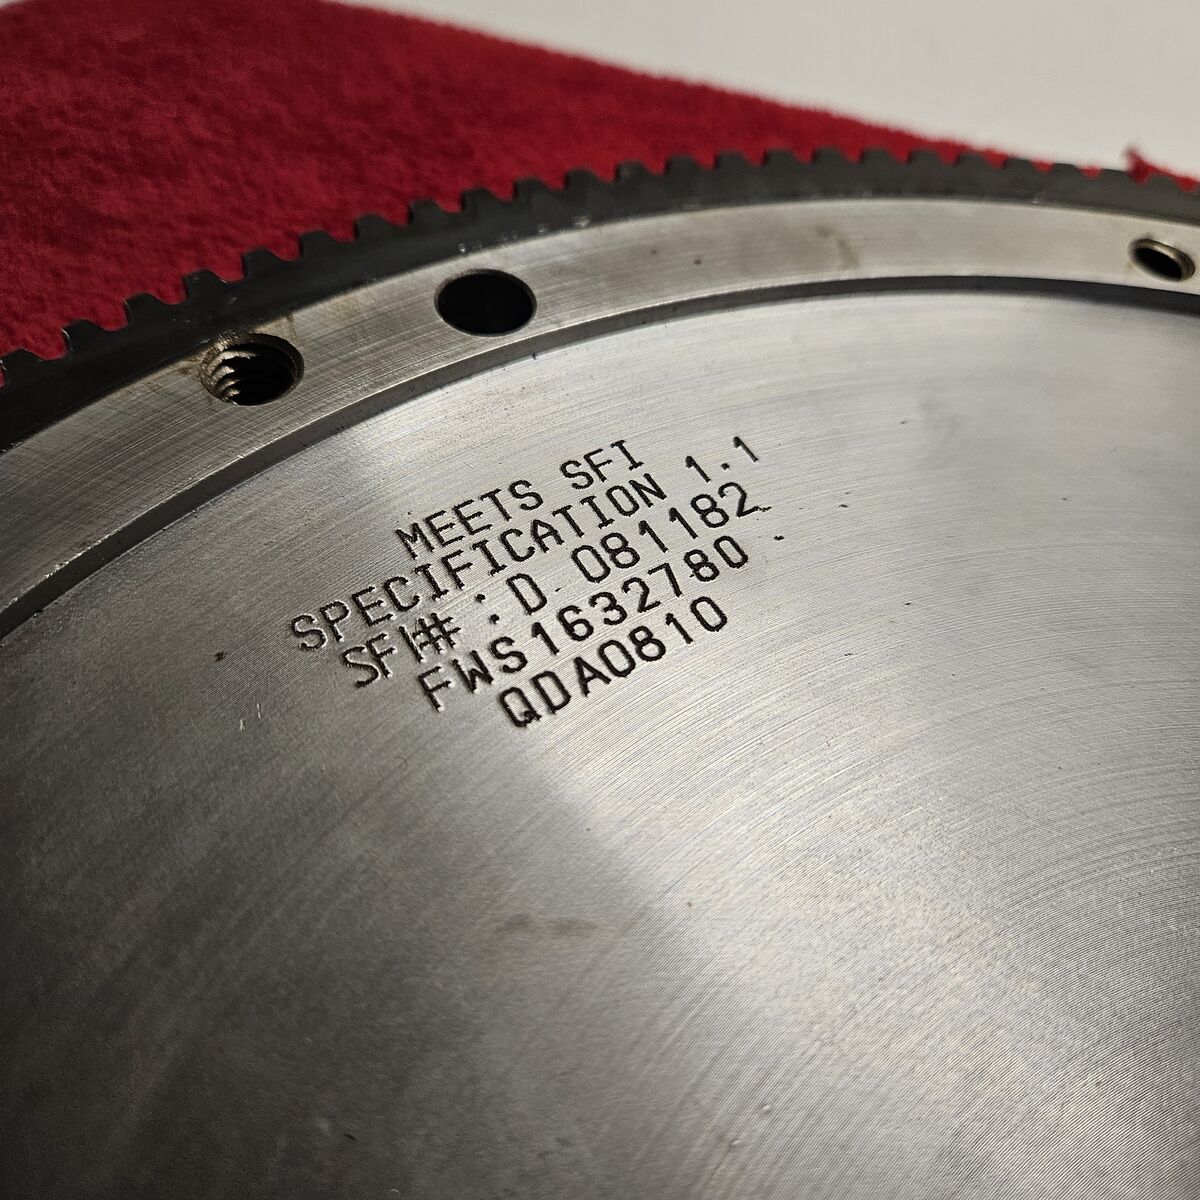 MEETS SFI
SPECIFICATION 1.1
SFI#:D 081182
FWS1632780
QDA0810